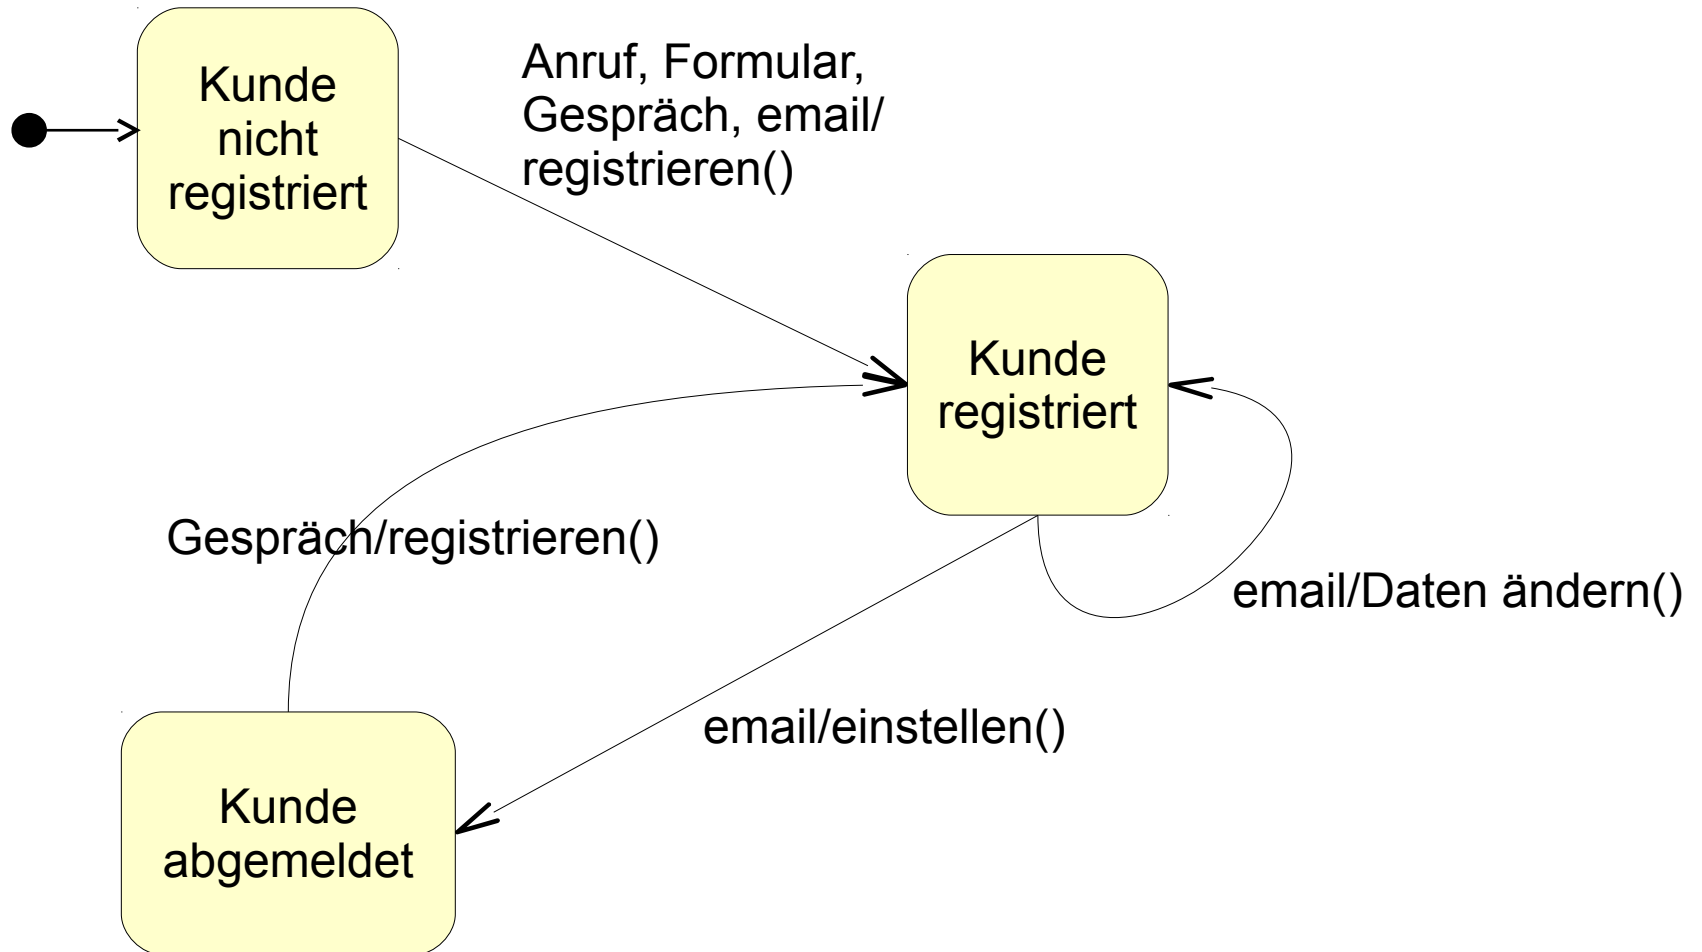 Kunde
nicht
registriert
Anruf, Formular,
Gespräch, email/
registrieren()
Kunde
registriert
Gespräch/registrieren()
email/Daten ändern()
email/einstellen()
Kunde
abgemeldet